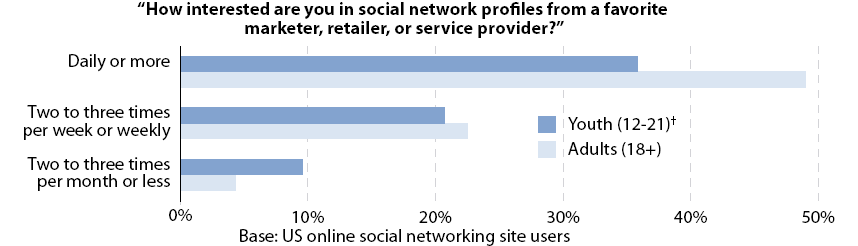 “How interested are you in social network profiles from a favorite
marketer, retailer, or service provider?”
Daily or more
Two to three times
per week or weekly
Two to three times
per month or less
Youth (12-21)†
Adults (18+)
0% 10% 20% 30% 40% 50%
Base: US online social networking site users